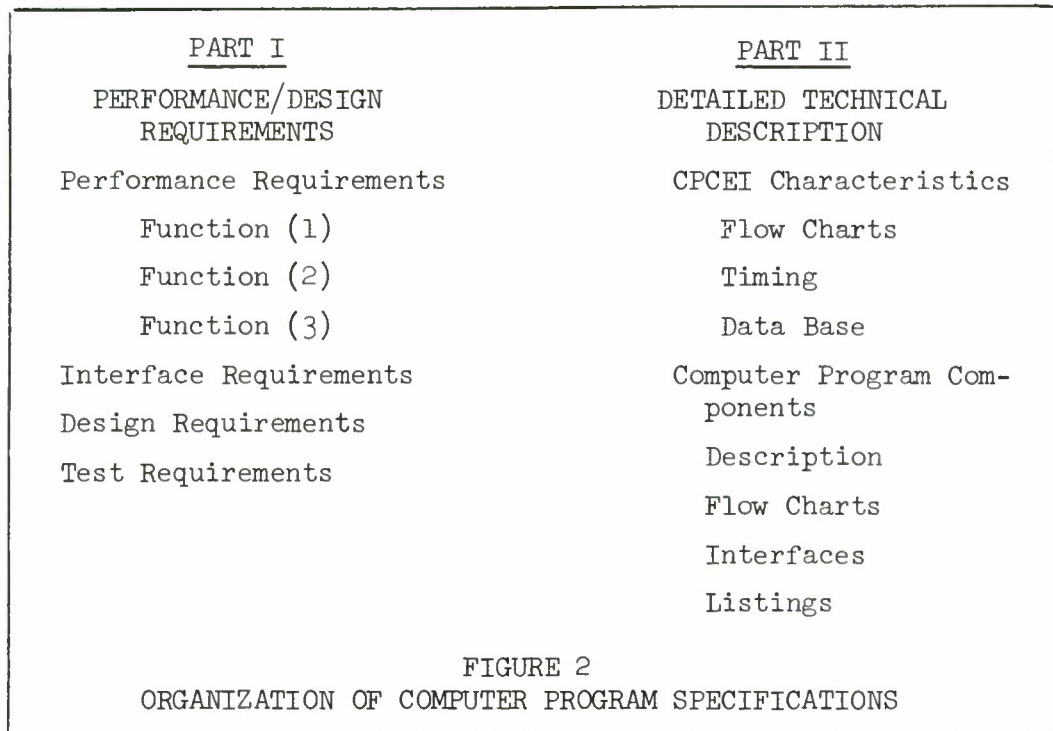 PART I
PERFORMANCE/DESIGN
REQUIREMENTS
Performance Requirements
Function (1)
Function (2)
Function (3)
Interface Requirements
Design Requirements
Test Requirements
PART II
DETAILED TECHNICAL
DESCRIPTION
CPCEI Characteristics
Flow Charts
Timing
Data Base
Computer Program Com-
ponents
Description
Flow Charts
Interfaces
Listings
FIGURE 2
ORGANIZATION OF COMPUTER PROGRAM SPECIFICATIONS